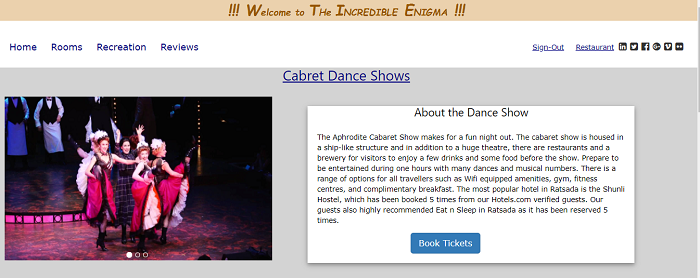 !!! Welcome to The INCREDIBLE Enigma !!!
Home Rooms Recreation Reviews Sign-Out Restaurant
Cabret Dance Shows
About the Dance Show
The Aphrodite Cabaret Show makes for a fun night out. The cabaret show is housed in
a ship-like structure and in addition to a huge theatre, there are restaurants and a
brewery for visitors to enjoy a few drinks and some food before the show. Prepare to
be entertained during one hours with many dances and musical numbers. There is a
range of options for all travellers such as Wifi equipped amenities, gym, fitness
centres, and complimentary breakfast. The most popular hotel in Ratsada is the Shunli
Hostel, which has been booked 5 times from our Hotels.com verified guests. Our
guests also highly recommended Eat n Sleep in Ratsada as it has been reserved 5
times.
Book Tickets